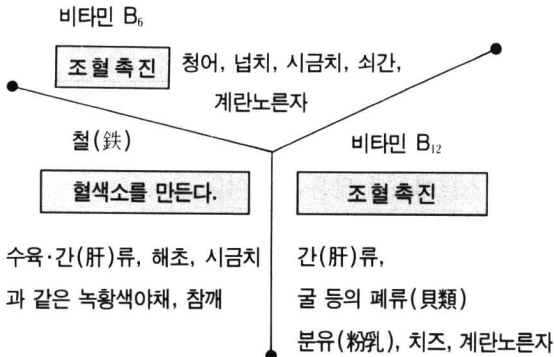 비타민 B₆
조혈촉진
청어, 넙치, 시금치, 쇠간,
계란노른자
철(鉄)
혈색소를 만든다.
수육·간(肝)류, 해초, 시금치
과 같은 녹황색야채, 참깨
비타민 B₁₂
조혈촉진
간(肝)류,
굴 등의 폐류(貝類)
분유(粉乳), 치즈, 계란노른자